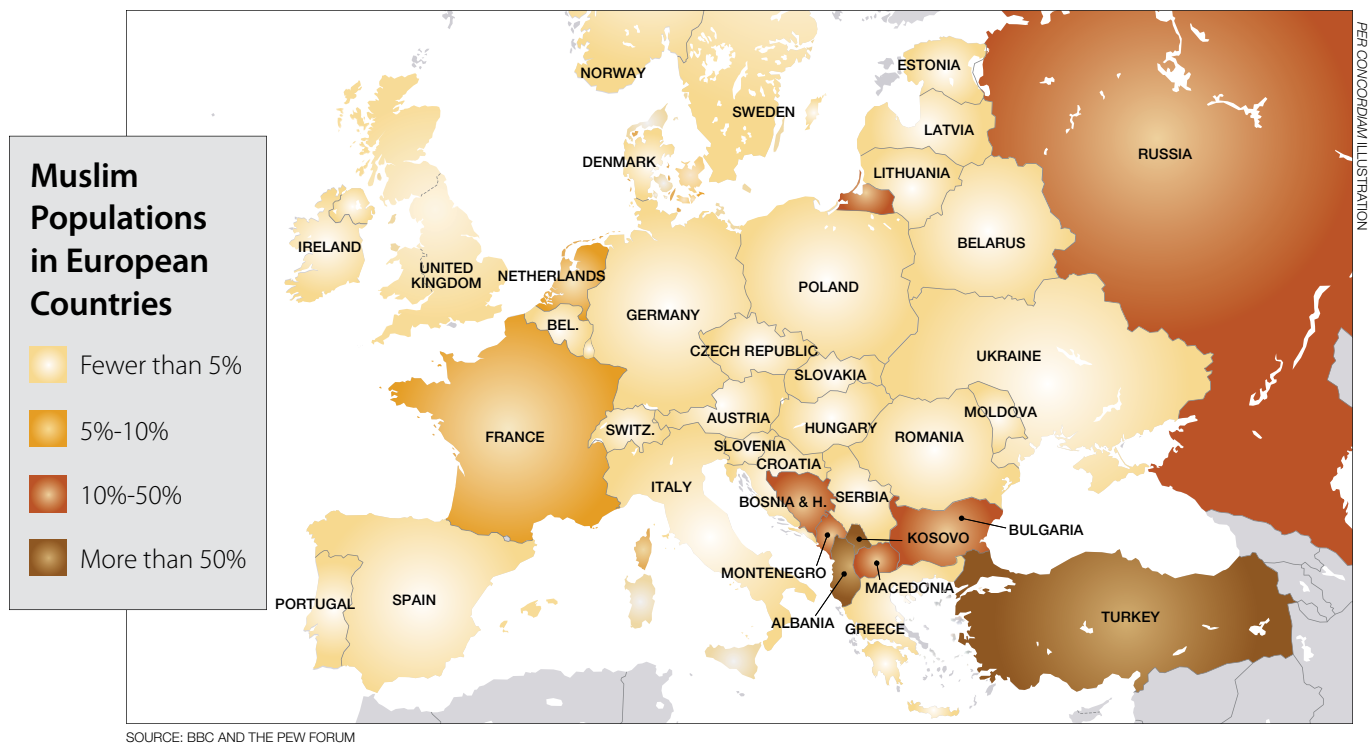 Muslim
Populations
in European
Countries
Fewer than 5%
5%-10%
10%-50%
More than 50%
NORWAY
SWEDEN
ESTONIA
LATVIA
LITHUANIA
DENMARK
RUSSIA
BELARUS
IRELAND
UNITED
KINGDOM
NETHERLANDS
BEL.
GERMANY
POLAND
CZECH REPUBLIC
SLOVAKIA
UKRAINE
FRANCE
SWITZ.
AUSTRIA
HUNGARY
MOLDOVA
ROMANIA
SLOVENIA
CROATIA
ITALY
BOSNIA & H.
SERBIA
BULGARIA
KOSOVO
MONTENEGRO
MACEDONIA
ALBANIA
GREECE
PORTUGAL
SPAIN
TURKEY
PER CONCORDIAM ILLUSTRATION
SOURCE: BBC AND THE PEW FORUM